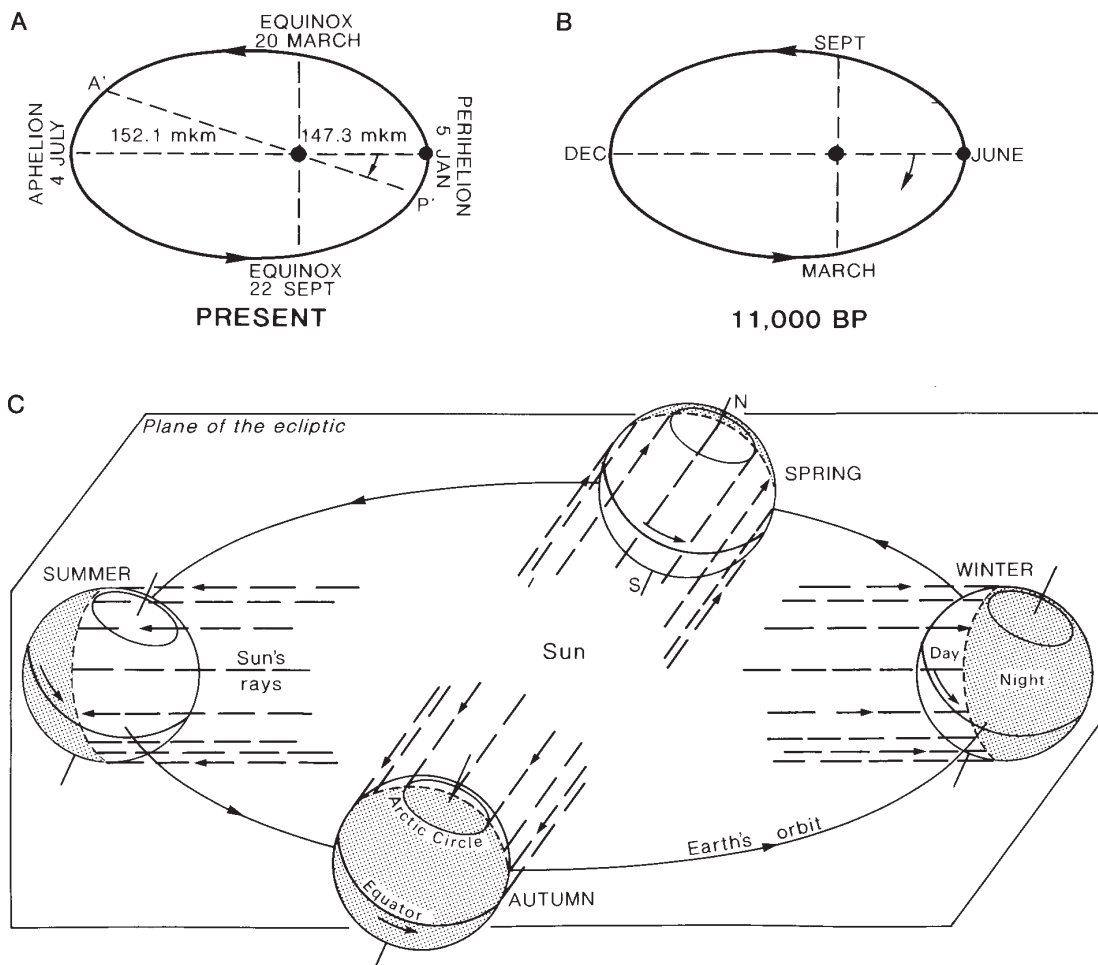 A
EQUINOX
20 MARCH
A'
152.1 mkm
147.3 mkm
APHELION
4 JULY
PERIHELION
5 JAN
P'
EQUINOX
22 SEPT
PRESENT
B
SEPT
DEC
JUNE
MARCH
11,000 BP
C
Plane of the ecliptic
N
SPRING
S
SUMMER
WINTER
Sun's
rays
Sun
Day
Night
Arctic Circle
Earth's orbit
Equator
AUTUMN